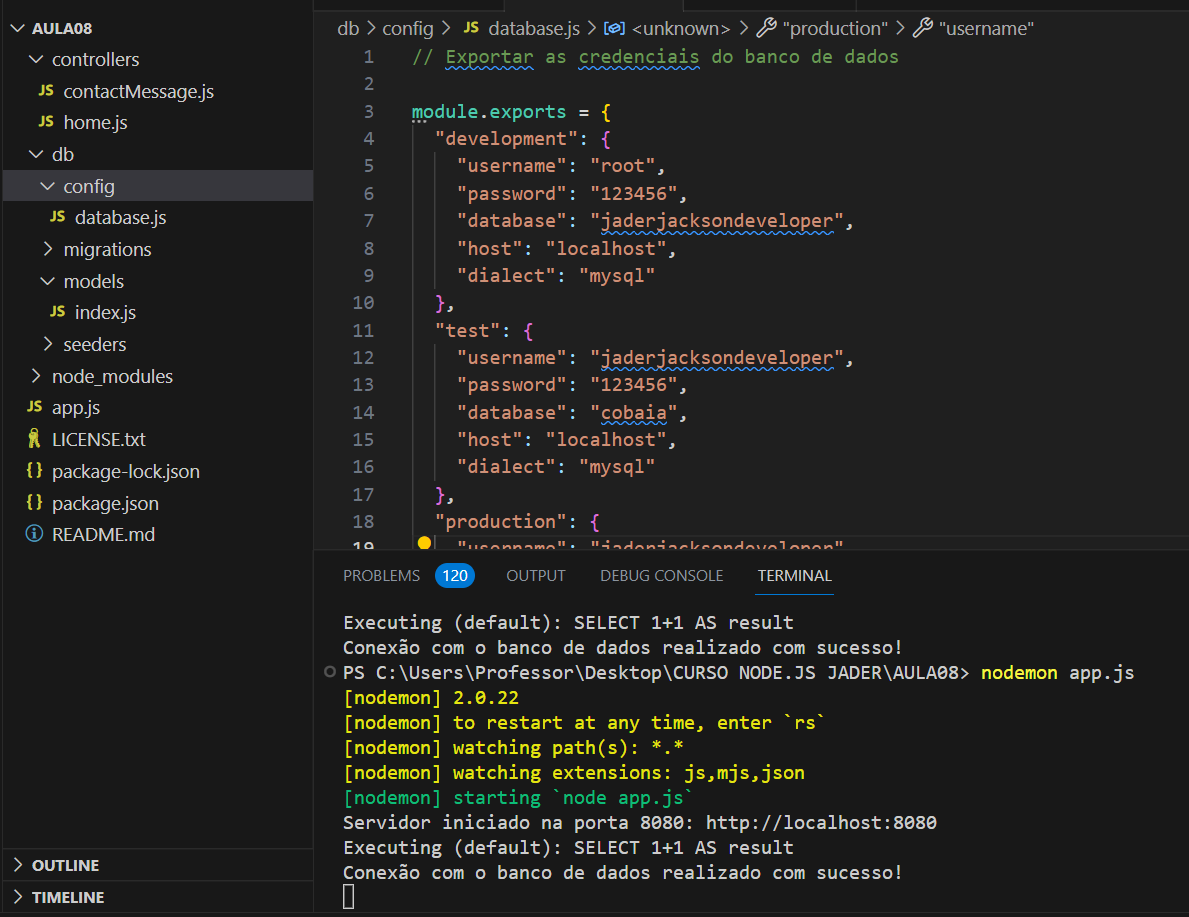 AULA08
controllers
JS contactMessage.js
JS home.js
db
config
JS database.js
migrations
models
JS index.js
seeders
node_modules
JS app.js
LICENSE.txt
{} package-lock.json
{} package.json
README.md
OUTLINE
TIMELINE
db > config > JS database.js > <unknown> > "production" > "username"
1 // Exportar as credenciais do banco de dados
2
3 module.exports = {
4 "development": {
5 "username": "root",
6 "password": "123456",
7 "database": "jaderjacksondeveloper",
8 "host": "localhost",
9 "dialect": "mysql"
10 },
11 "test": {
12 "username": "jaderjacksondeveloper",
13 "password": "123456",
14 "database": "cobaia",
15 "host": "localhost",
16 "dialect": "mysql"
17 },
18 "production": {
19 "username": "jaderjacksondeveloper"
PROBLEMS 120 OUTPUT DEBUG CONSOLE TERMINAL
Executing (default): SELECT 1+1 AS result
Conexão com o banco de dados realizado com sucesso!
PS C:\Users\Professor\Desktop\CURSO NODE.JS JADER\AULA08> nodemon app.js
[nodemon] 2.0.22
[nodemon] to restart at any time, enter `rs`
[nodemon] watching path(s): *.*
[nodemon] watching extensions: js,mjs,json
[nodemon] starting `node app.js`
Servidor iniciado na porta 8080: http://localhost:8080
Executing (default): SELECT 1+1 AS result
Conexão com o banco de dados realizado com sucesso!